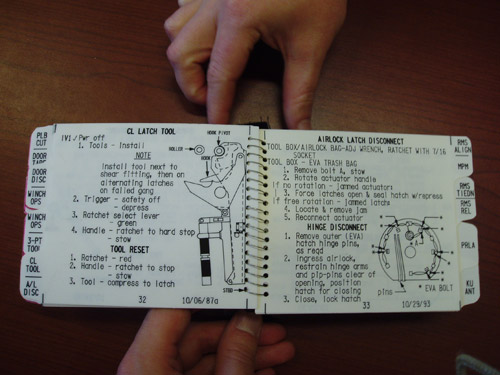 PLB
CUT
DOOR
DOOR
DISC
WINCH
OPS
WINCH
OPS
3-PT
TOOL
CL
TOOL
A/L
DISC
CL LATCH TOOL
IV1/Pwr off
1. Tools - Install
NOTE
Install tool next to
shear fitting, then on
alternating latches
on failed gang
2. Trigger - safety off
- depress
3. Ratchet select lever
- green
4. Handle - ratchet to hard stop
- stow
TOOL RESET
1. Ratchet - red
2. Handle - ratchet to stop
- stow
3. Tool - compress to latch
ROLLER
HOOK PIVOT
HOOK
STUD
32 10/06/87a
AIRLOCK LATCH DISCONNECT
TOOL BOX/AIRLOCK BAG-ADJ WRENCH, RATCHET WITH 7/16
SOCKET
TOOL BOX - EVA TRASH BAG
1. Remove bolt A, stow
2. Rotate actuator handle
If no rotation - jammed actuators
3. Force latches open & seal hatch w/repress
If free rotation - jammed latch
4. Locate & remove jam
5. Reconnect actuator
HINGE DISCONNECT
1. Remove outer (EVA)
hatch hinge pins,
as reqd
2. Ingress airlock,
restrain hinge arms
and pip-pins clear of
opening, position
hatch for closing
3. Close, lock hatch
A
pins
* EVA BOLT
33 10/29/93
RMS
ALIGN
MPM
RMS
TIEDN
RMS
REL
PRLA
KU
ANT